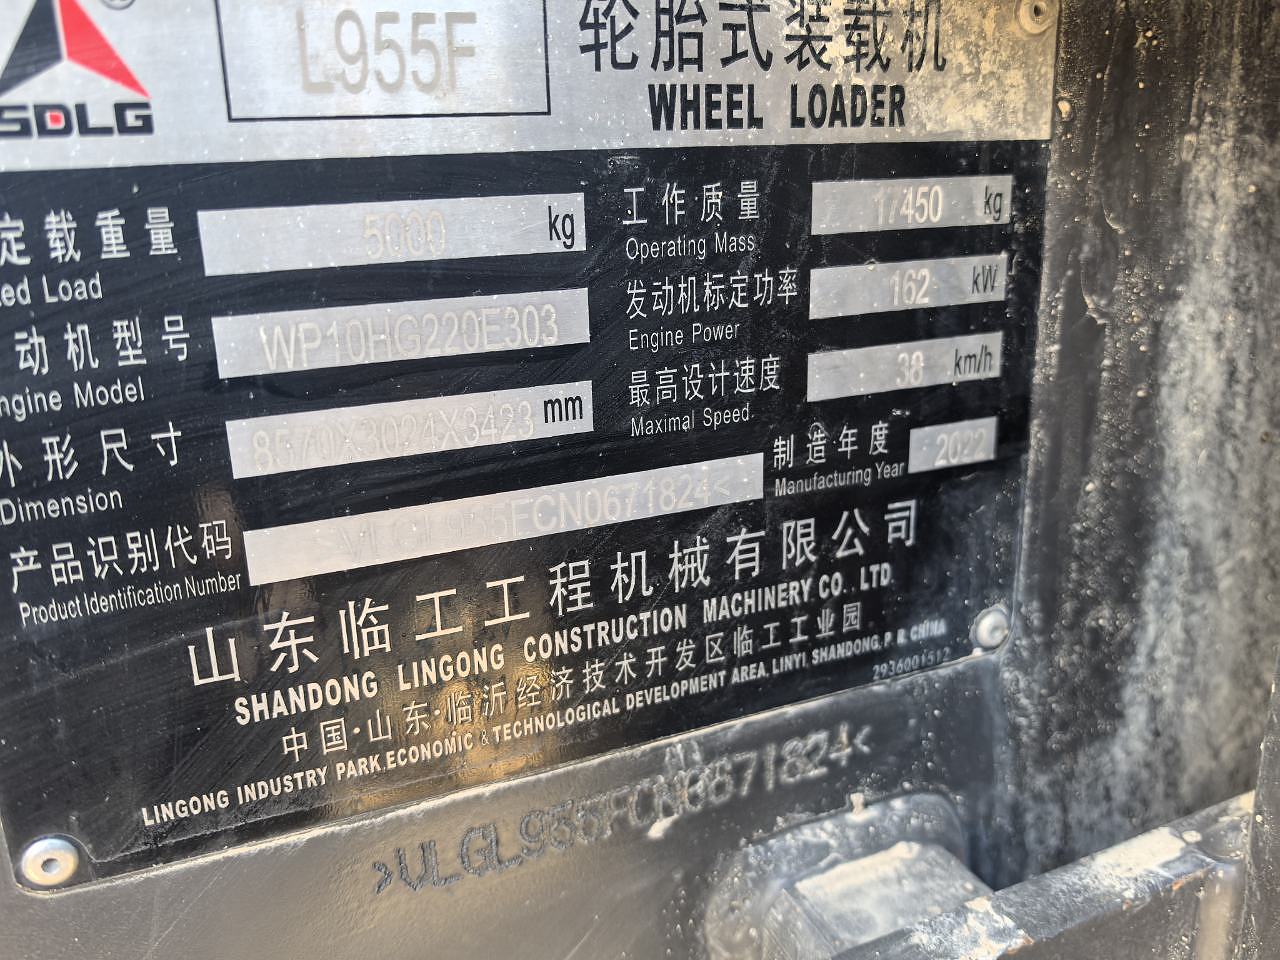 ®
SDLG
L955F
轮胎式装载机
WHEEL LOADER
定载重量
ed Load
5000 kg
工作质量
Operating Mass
17450 kg
动机型号
ngine Model
WP10HG220E303
发动机标定功率
Engine Power
162 kW
外形尺寸
Dimension
8570X3024X3423 mm
最高设计速度
Maximal Speed
38 km/h
产品识别代码
Product Identification Number
VLGL955FCN0671824<
制造年度
Manufacturing Year
2022
山东临工工程机械有限公司
SHANDONG LINGONG CONSTRUCTION MACHINERY CO., LTD.
中国·山东·临沂经济技术开发区临工工业园
LINGONG INDUSTRY PARK,ECONOMIC & TECHNOLOGICAL DEVELOPMENT AREA, LINYI, SHANDONG, P. R. CHINA
2936001512
>VLGL955FCN0671824<